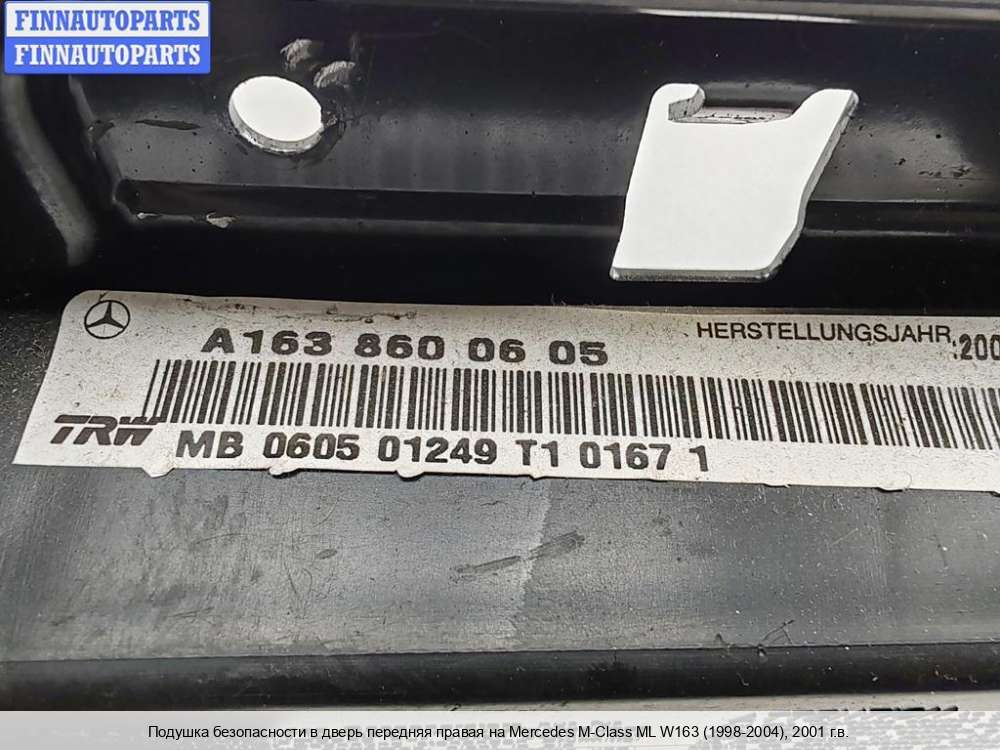 FINNAUTOPARTS
FINNAUTOPARTS
A163 860 06 05
HERSTELLUNGSJAHR
:200
TRW
MB 0605 01249 T1 0167 1
Подушка безопасности в дверь передняя правая на Mercedes M-Class ML W163 (1998-2004), 2001 г.в.